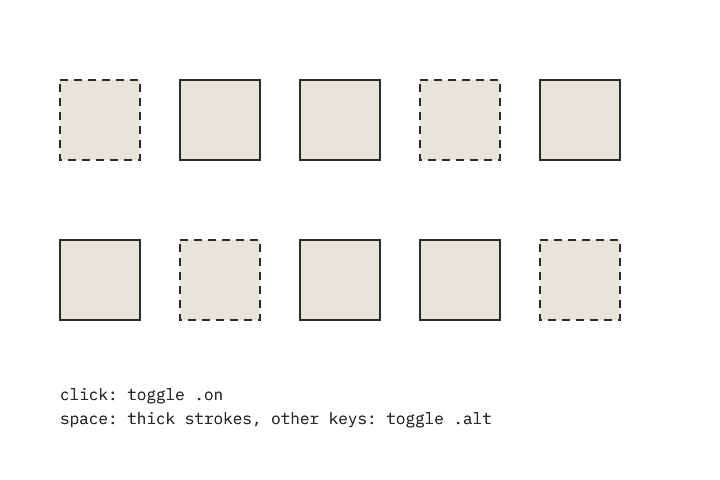 click: toggle .on
space: thick strokes, other keys: toggle .alt